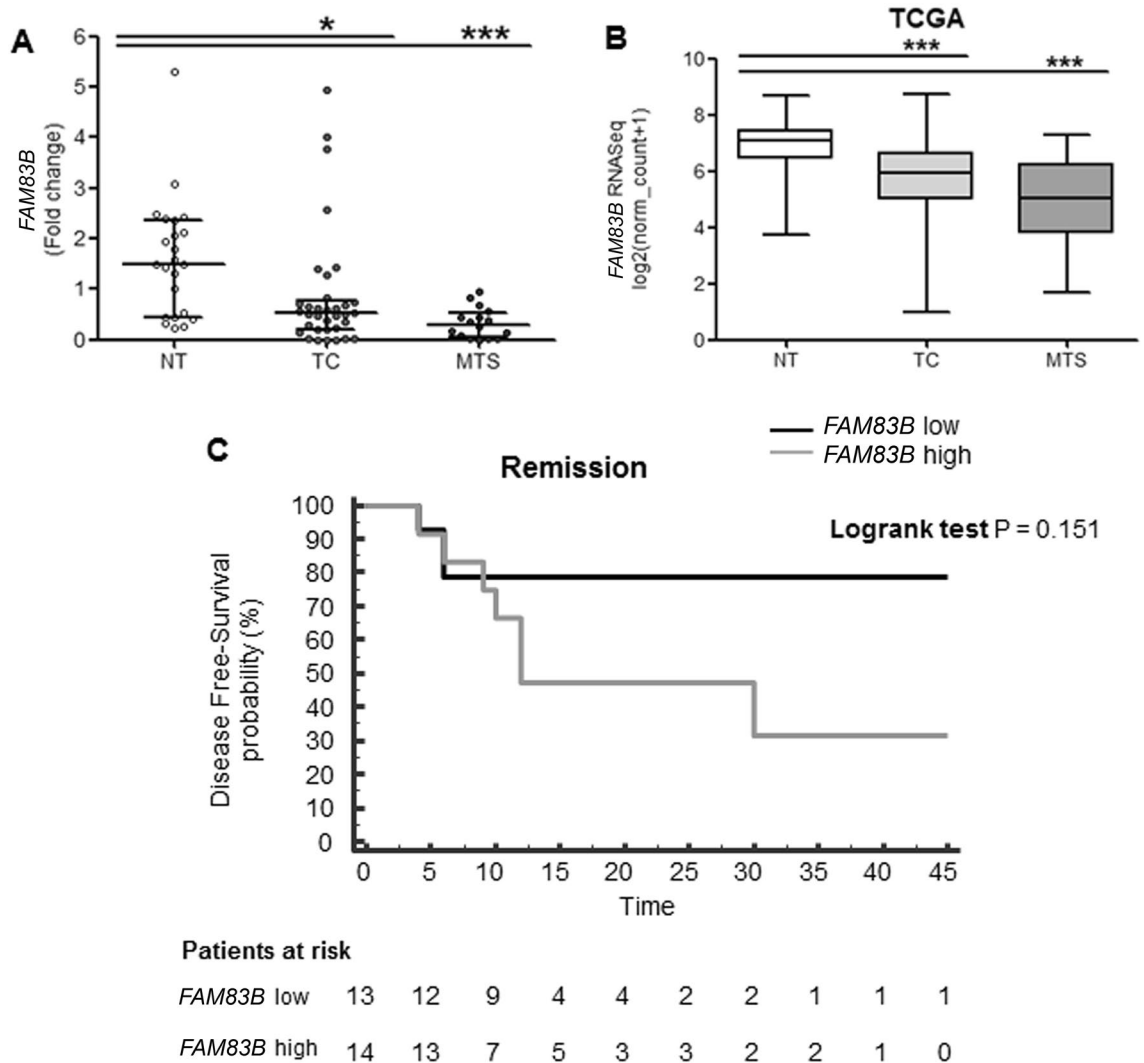 A
*
***
6
5
4
3
2
1
0
FAM83B
(Fold change)
NT TC MTS
B
TCGA
***
***
10
8
6
4
2
0
FAM83B RNASeq
log2(norm_count+1)
NT TC MTS
FAM83B low
FAM83B high
C
Remission
Logrank test P = 0.151
100
90
80
70
60
50
40
30
20
10
0
Disease Free-Survival
probability (%)
0 5 10 15 20 25 30 35 40 45
Time
Patients at risk
FAM83B low 13 12 9 4 4 2 2 1 1 1
FAM83B high 14 13 7 5 3 3 2 2 1 0